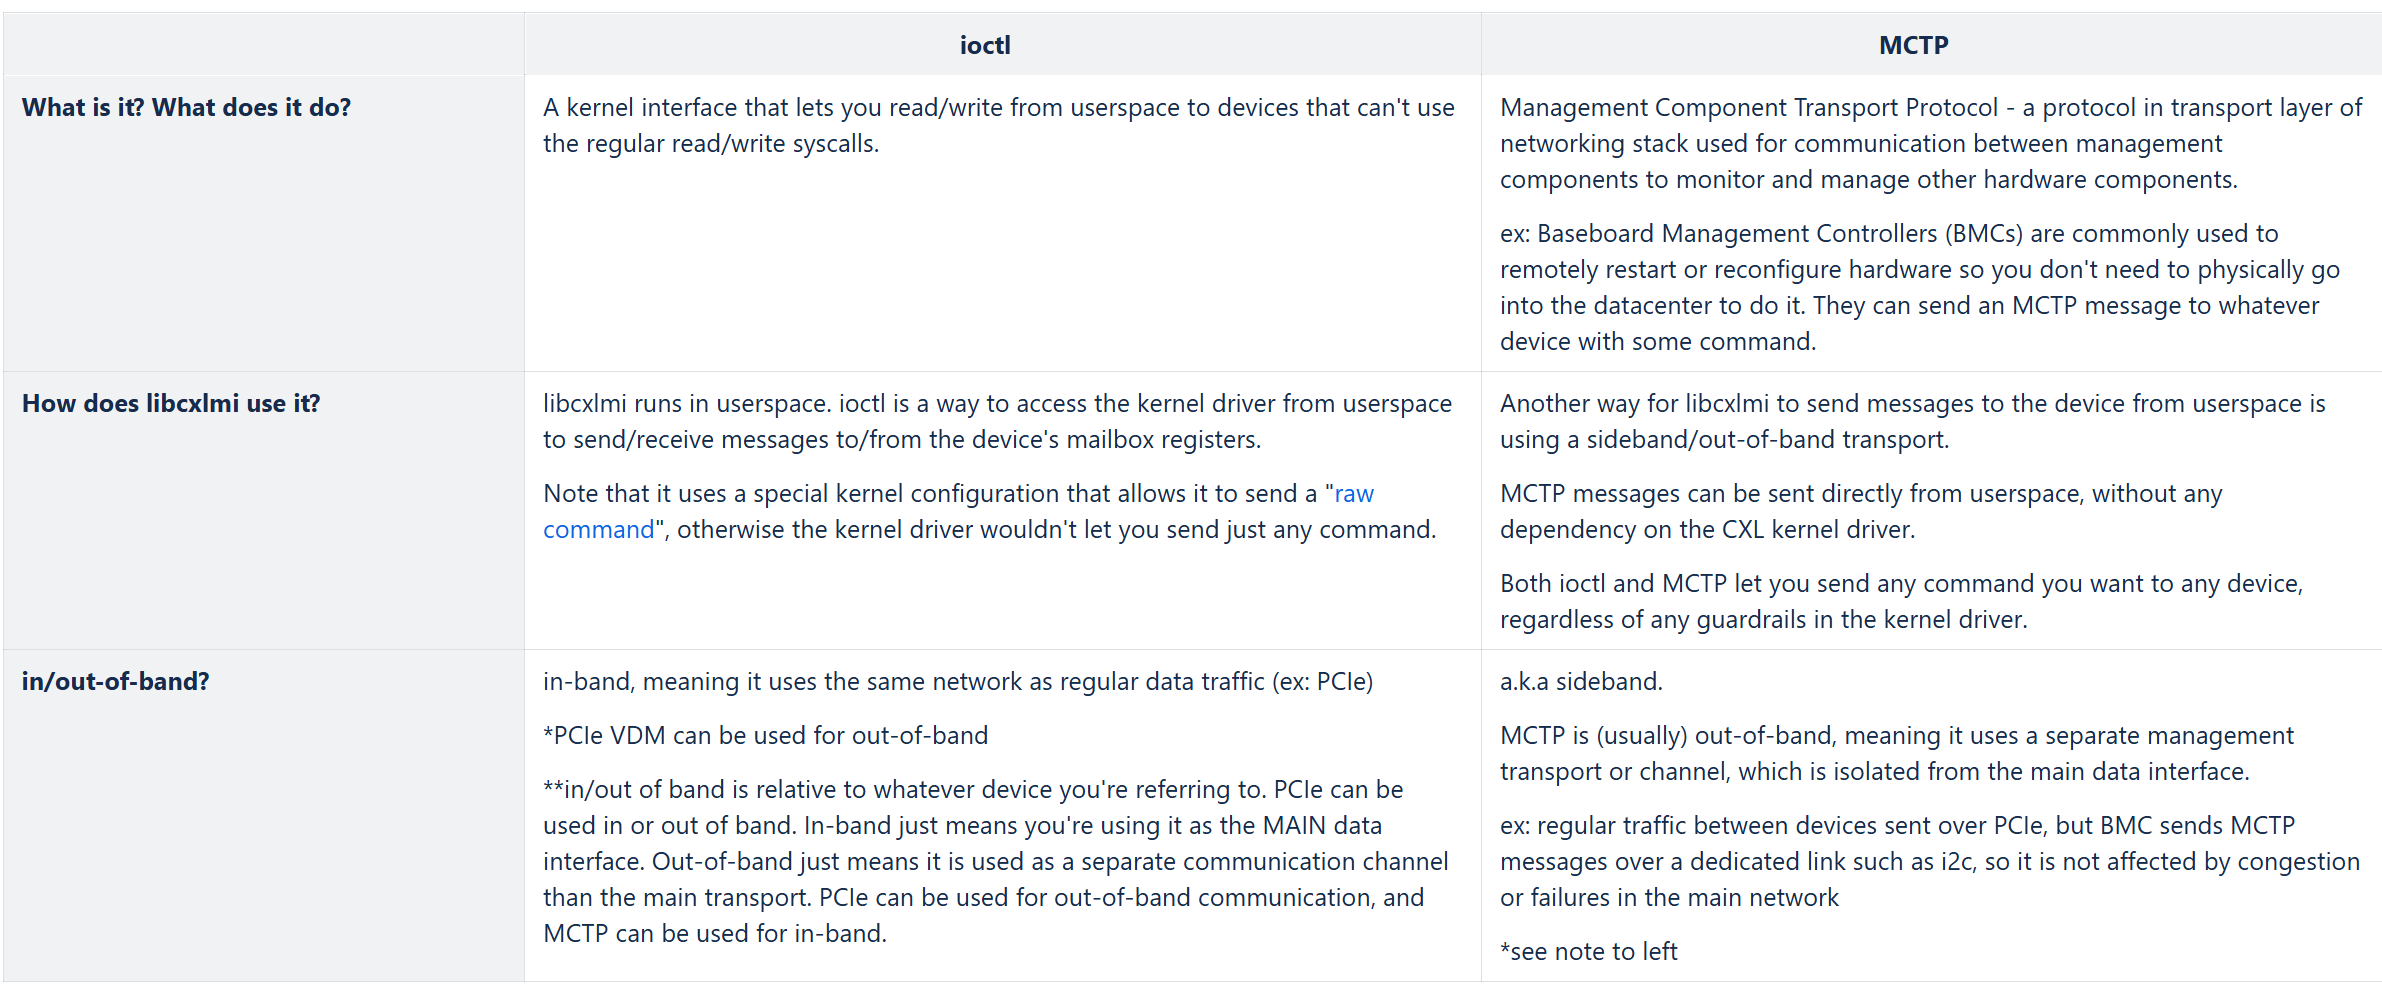 ioctl
MCTP
What is it? What does it do?
A kernel interface that lets you read/write from userspace to devices that can't use
the regular read/write syscalls.
Management Component Transport Protocol - a protocol in transport layer of
networking stack used for communication between management
components to monitor and manage other hardware components.
ex: Baseboard Management Controllers (BMCs) are commonly used to
remotely restart or reconfigure hardware so you don't need to physically go
into the datacenter to do it. They can send an MCTP message to whatever
device with some command.
How does libcxlmi use it?
libcxlmi runs in userspace. ioctl is a way to access the kernel driver from userspace
to send/receive messages to/from the device's mailbox registers.
Note that it uses a special kernel configuration that allows it to send a "raw
command", otherwise the kernel driver wouldn't let you send just any command.
Another way for libcxlmi to send messages to the device from userspace is
using a sideband/out-of-band transport.
MCTP messages can be sent directly from userspace, without any
dependency on the CXL kernel driver.
Both ioctl and MCTP let you send any command you want to any device,
regardless of any guardrails in the kernel driver.
in/out-of-band?
in-band, meaning it uses the same network as regular data traffic (ex: PCIe)
*PCIe VDM can be used for out-of-band
**in/out of band is relative to whatever device you're referring to. PCIe can be
used in or out of band. In-band just means you're using it as the MAIN data
interface. Out-of-band just means it is used as a separate communication channel
than the main transport. PCIe can be used for out-of-band communication, and
MCTP can be used for in-band.
a.k.a sideband.
MCTP is (usually) out-of-band, meaning it uses a separate management
transport or channel, which is isolated from the main data interface.
ex: regular traffic between devices sent over PCIe, but BMC sends MCTP
messages over a dedicated link such as i2c, so it is not affected by congestion
or failures in the main network
*see note to left